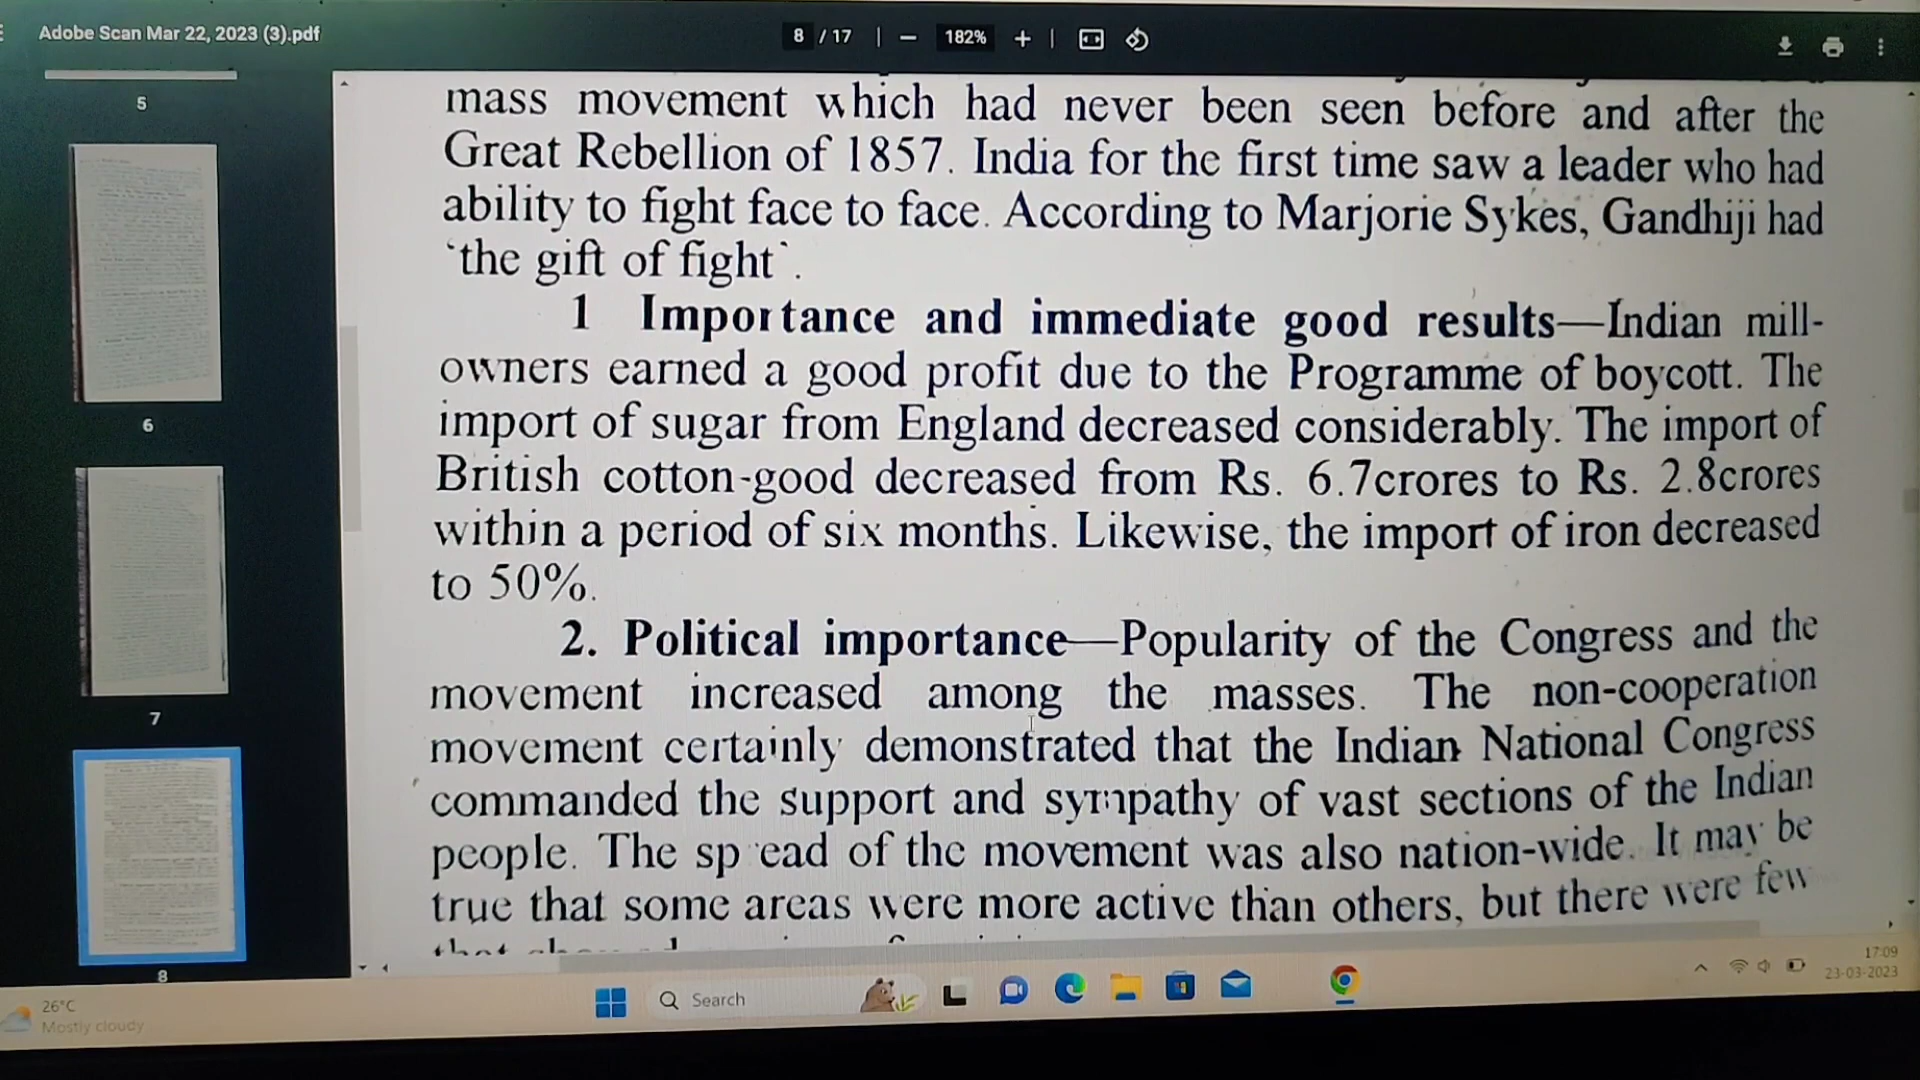 Adobe Scan Mar 22, 2023 (3).pdf
8 / 17
182%
5
6
7
8
mass movement which had never been seen before and after the
Great Rebellion of 1857. India for the first time saw a leader who had
ability to fight face to face. According to Marjorie Sykes, Gandhiji had
‘the gift of fight`.
1 Importance and immediate good results—Indian mill-
owners earned a good profit due to the Programme of boycott. The
import of sugar from England decreased considerably. The import of
British cotton-good decreased from Rs. 6.7crores to Rs. 2.8crores
within a period of six months. Likewise, the import of iron decreased
to 50%.
2. Political importance—Popularity of the Congress and the
movement increased among the masses. The non-cooperation
movement certainly demonstrated that the Indian National Congress
commanded the support and sympathy of vast sections of the Indian
people. The sp ead of the movement was also nation-wide. It may be
true that some areas were more active than others, but there were few
26°C
Mostly cloudy
Search
17:09
23-03-2023